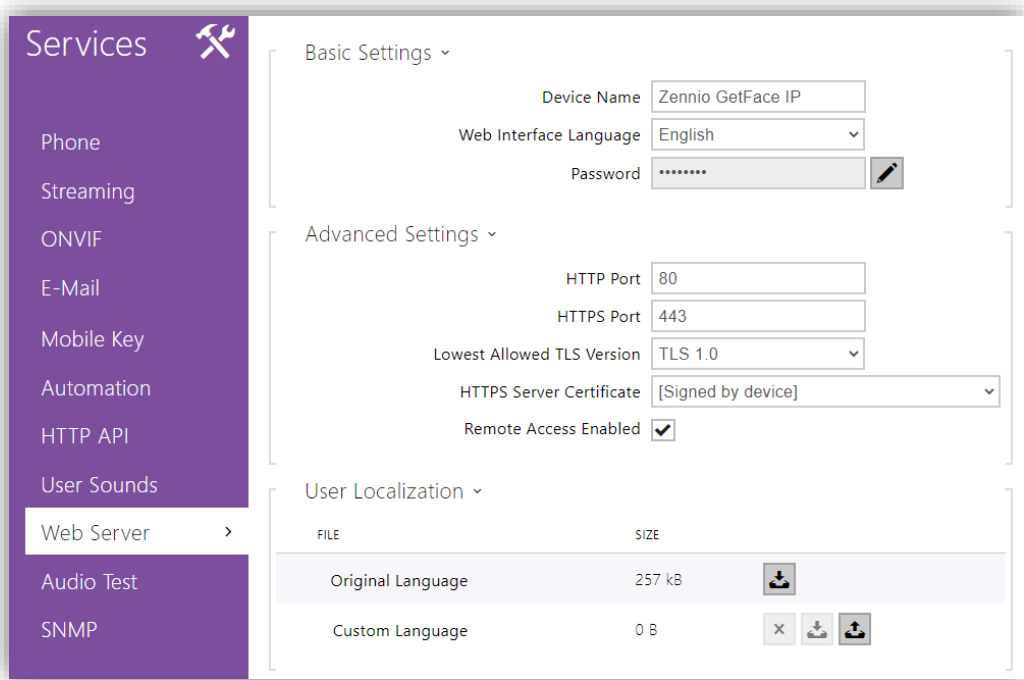 Services
Phone
Streaming
ONVIF
E-Mail
Mobile Key
Automation
HTTP API
User Sounds
Web Server
Audio Test
SNMP
Basic Settings
Device Name Zennio GetFace IP
Web Interface Language English
Password ••••••••
Advanced Settings
HTTP Port 80
HTTPS Port 443
Lowest Allowed TLS Version TLS 1.0
HTTPS Server Certificate [Signed by device]
Remote Access Enabled
User Localization
FILE SIZE
Original Language 257 kB
Custom Language 0 B